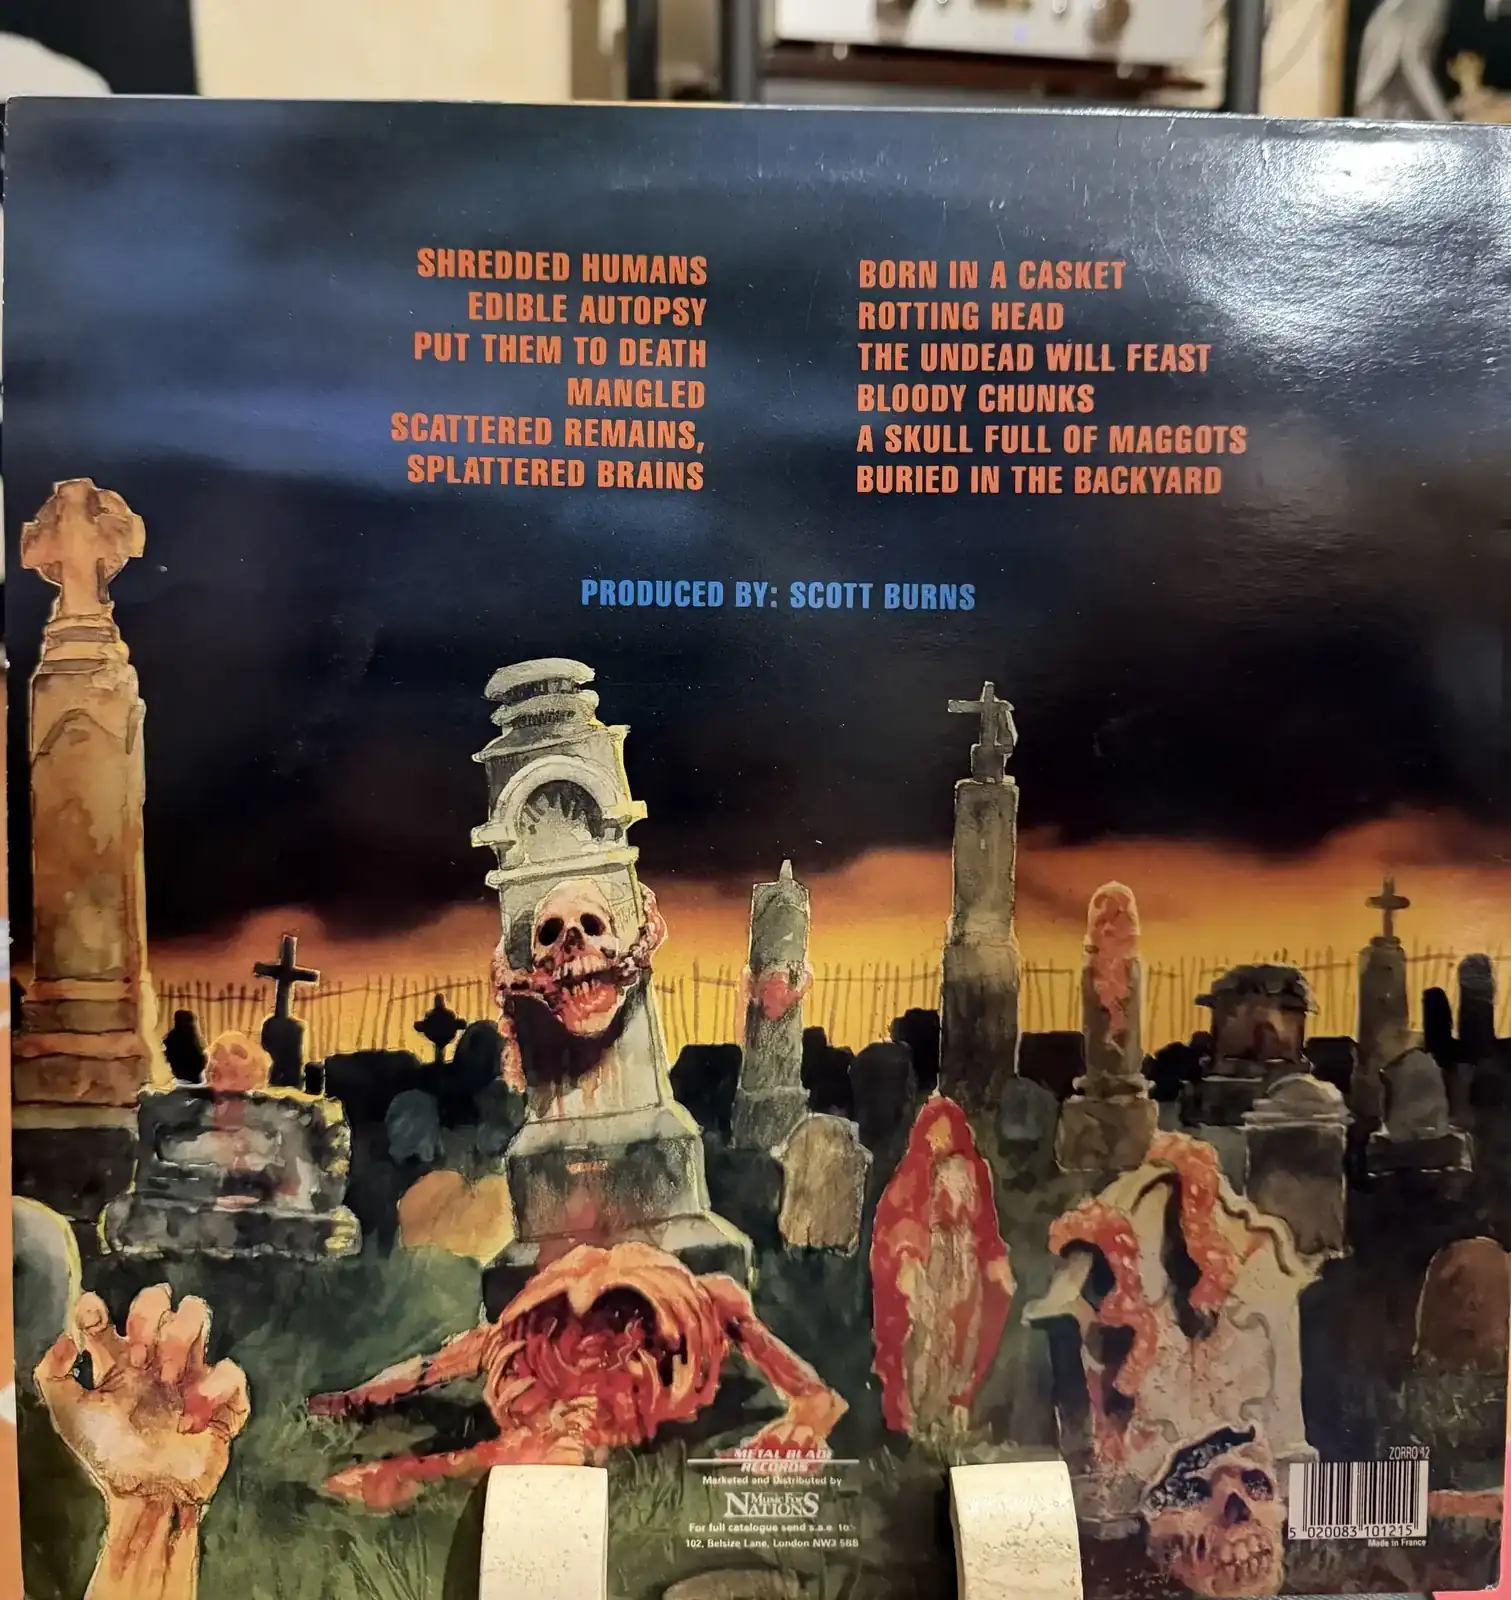 SHREDDED HUMANS
EDIBLE AUTOPSY
PUT THEM TO DEATH
MANGLED
SCATTERED REMAINS,
SPLATTERED BRAINS
BORN IN A CASKET
ROTTING HEAD
THE UNDEAD WILL FEAST
BLOODY CHUNKS
A SKULL FULL OF MAGGOTS
BURIED IN THE BACKYARD
PRODUCED BY: SCOTT BURNS
METAL BLADE
RECORDS
Marketed and Distributed by
MUSIC FOR
NATIONS
For full catalogue send s.a.e. to:-
102, Belsize Lane, London NW3 5BB
ZORRO 12
5 020083 101215
Made in France